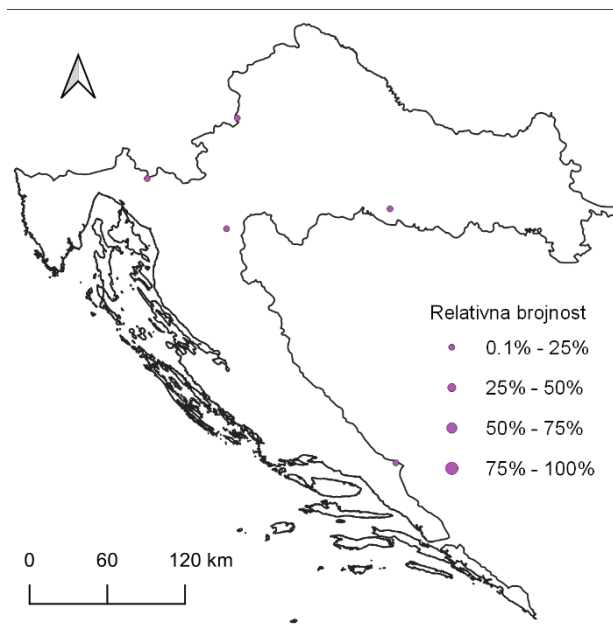 Relativna brojnost
0.1% - 25%
25% - 50%
50% - 75%
75% - 100%
0 60 120 km